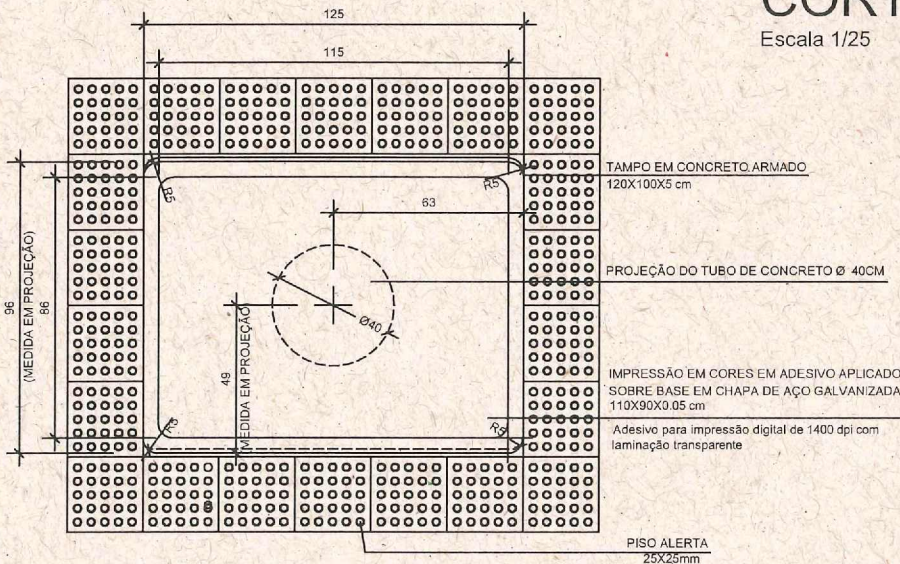 Escala 1/25
125
115
TAMPO EM CONCRETO ARMADO
120X100X5 cm
R5
R5
63
PROJEÇÃO DO TUBO DE CONCRETO Ø 40CM
96
(MEDIDA EM PROJEÇÃO)
86
Ø40
49
(MEDIDA EM PROJEÇÃO)
IMPRESSÃO EM CORES EM ADESIVO APLICADO
SOBRE BASE EM CHAPA DE AÇO GALVANIZADA
110X90X0.05 cm
Adesivo para impressão digital de 1400 dpi com
laminação transparente
R5
R5
PISO ALERTA
25X25mm